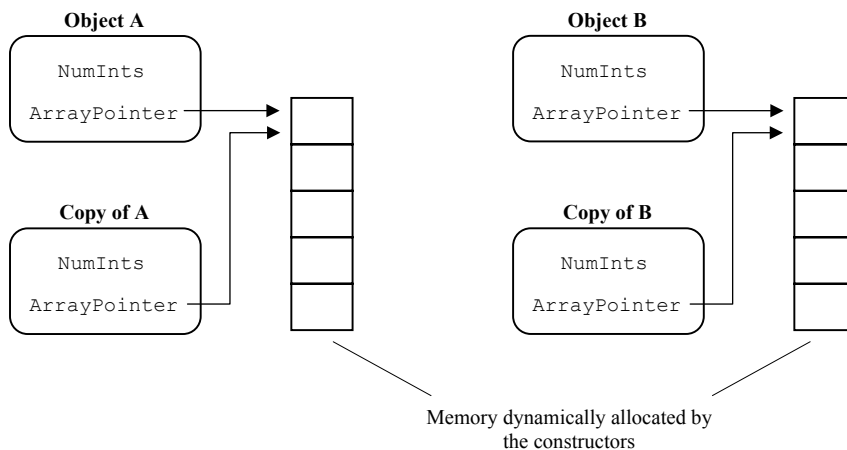 Object A
NumInts
ArrayPointer
Copy of A
NumInts
ArrayPointer
Object B
NumInts
ArrayPointer
Copy of B
NumInts
ArrayPointer
Memory dynamically allocated by
the constructors